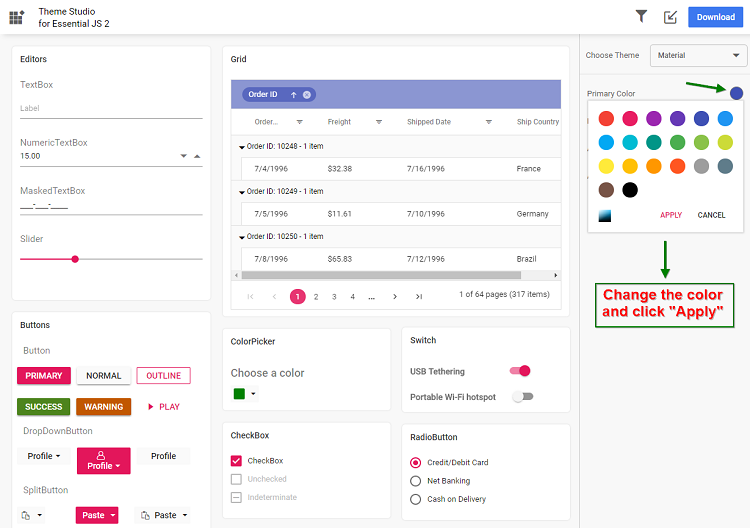 Theme Studio
for Essential JS 2
Download
Editors
TextBox
Label
NumericTextBox
15.00
MaskedTextBox
___-___-____
Slider
Buttons
Button
PRIMARY NORMAL OUTLINE
SUCCESS WARNING PLAY
DropDownButton
Profile Profile Profile
SplitButton
Paste Paste
Grid
Order ID
Order... Freight Shipped Date Ship Country
Order ID: 10248 - 1 item
7/4/1996 $32.38 7/16/1996 France
Order ID: 10249 - 1 item
7/5/1996 $11.61 7/10/1996 Germany
Order ID: 10250 - 1 item
7/8/1996 $65.83 7/12/1996 Brazil
1 2 3 4 ... 1 of 64 pages (317 items)
ColorPicker
Choose a color
Switch
USB Tethering
Portable Wi-Fi hotspot
CheckBox
CheckBox
Unchecked
Indeterminate
RadioButton
Credit/Debit Card
Net Banking
Cash on Delivery
Choose Theme Material
Primary Color
APPLY CANCEL
Change the color
and click "Apply"